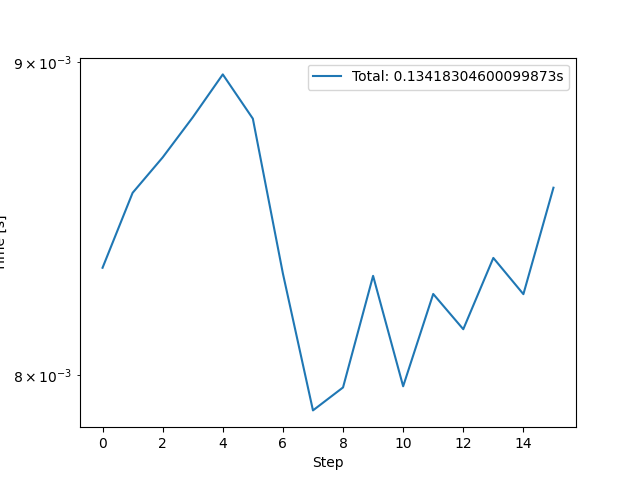 9 × 10⁻³
Total: 0.13418304600099873s
Time [s]
8 × 10⁻³
0 2 4 6 8 10 12 14
Step